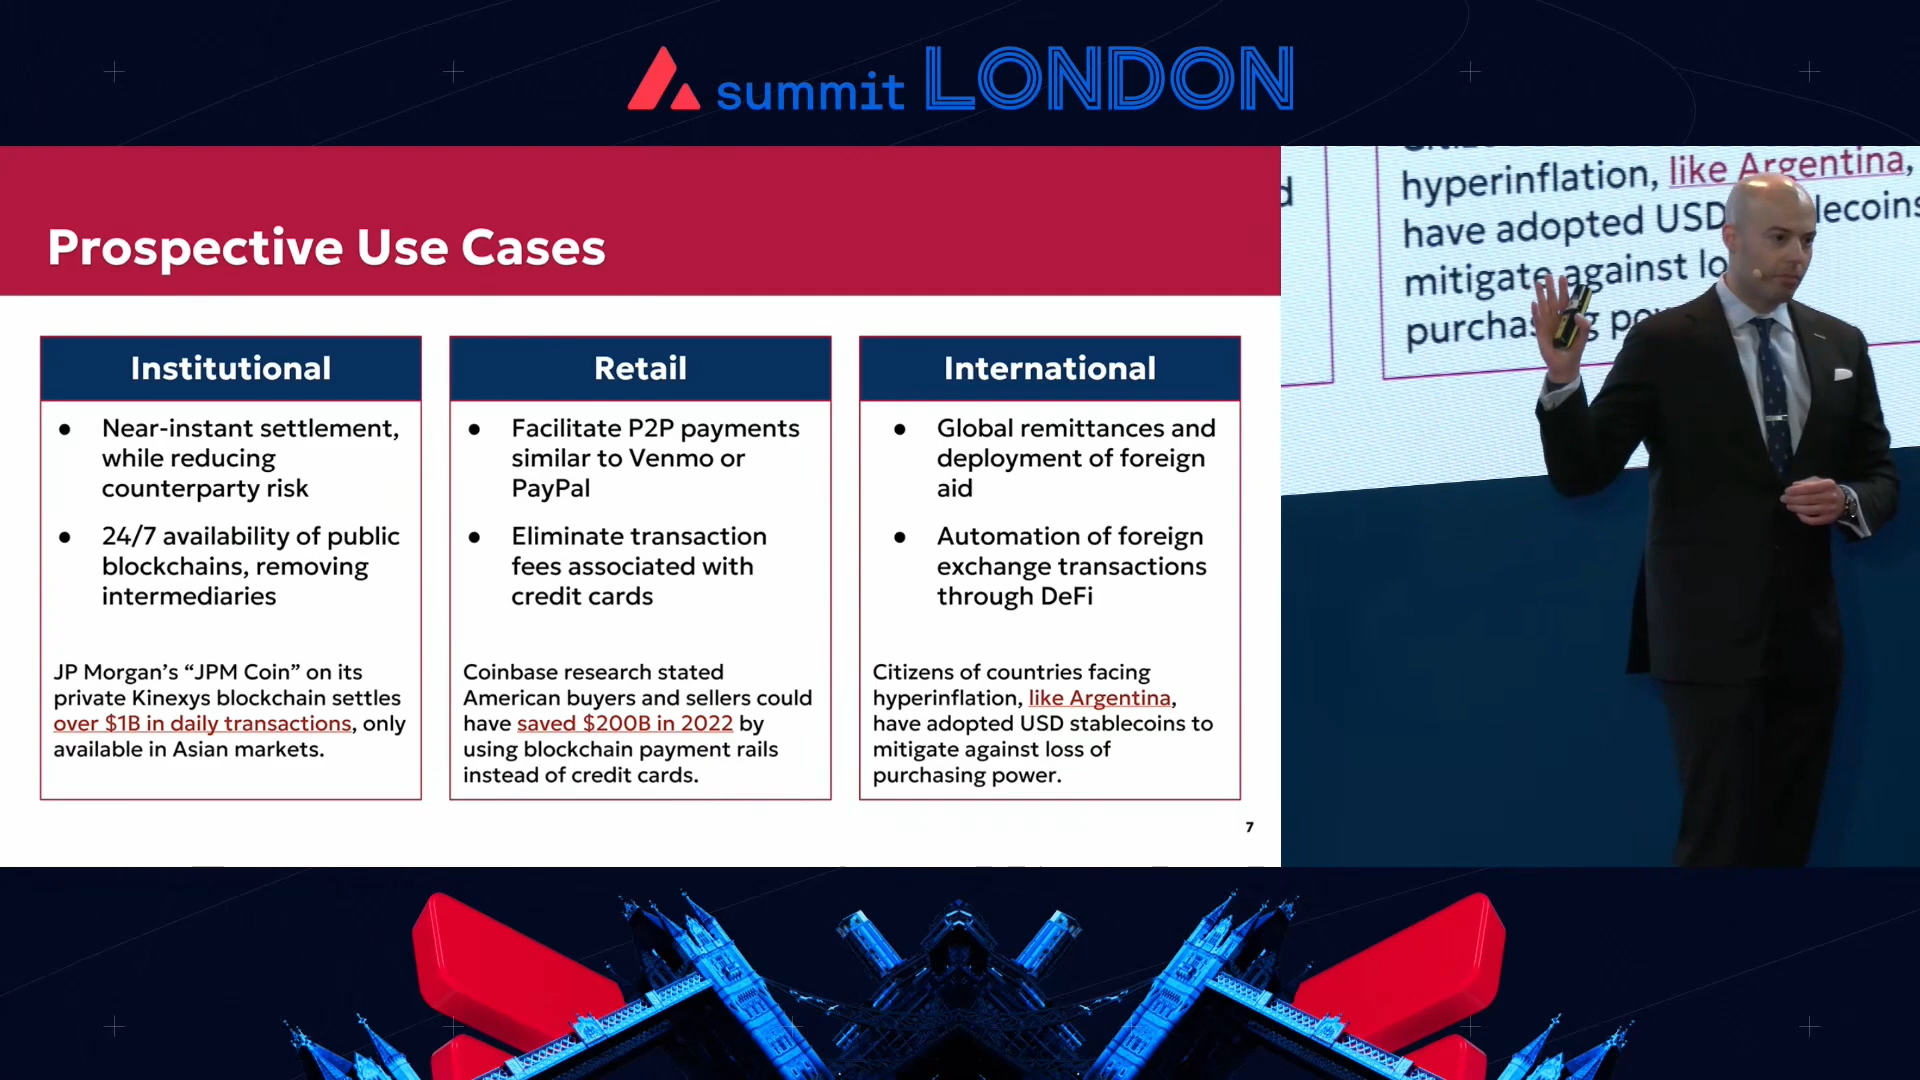 summit LONDON
Prospective Use Cases
Institutional
● Near-instant settlement,
while reducing
counterparty risk
● 24/7 availability of public
blockchains, removing
intermediaries
JP Morgan’s “JPM Coin” on its
private Kinexys blockchain settles
over $1B in daily transactions, only
available in Asian markets.
Retail
● Facilitate P2P payments
similar to Venmo or
PayPal
● Eliminate transaction
fees associated with
credit cards
Coinbase research stated
American buyers and sellers could
have saved $200B in 2022 by
using blockchain payment rails
instead of credit cards.
International
● Global remittances and
deployment of foreign
aid
● Automation of foreign
exchange transactions
through DeFi
Citizens of countries facing
hyperinflation, like Argentina,
have adopted USD stablecoins to
mitigate against loss of
purchasing power.
7
hyperinflation, like Argentina,
have adopted USD
mitigate against